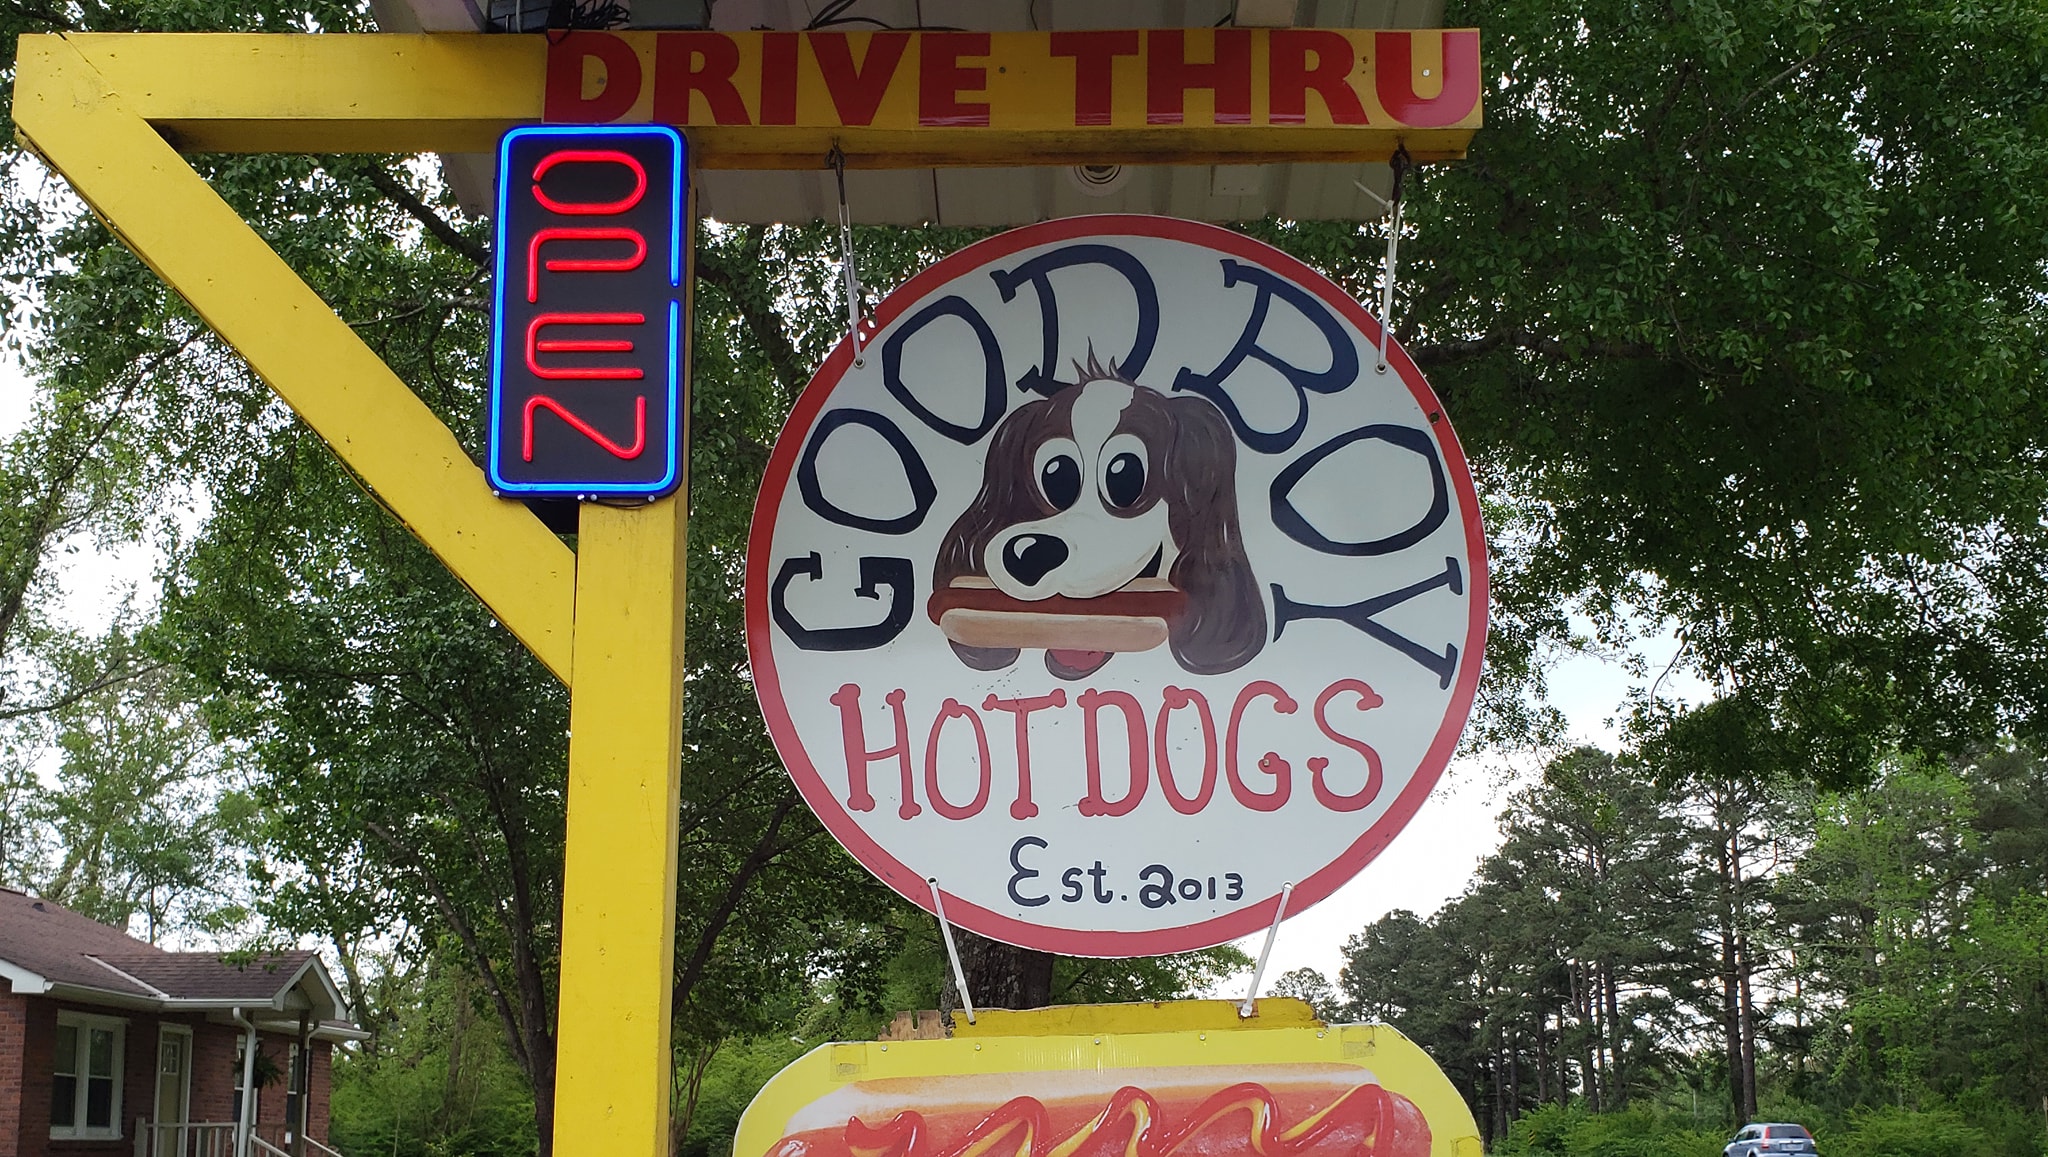 DRIVE THRU
OPEN
GOOD BOY
HOTDOGS
Est. 2013